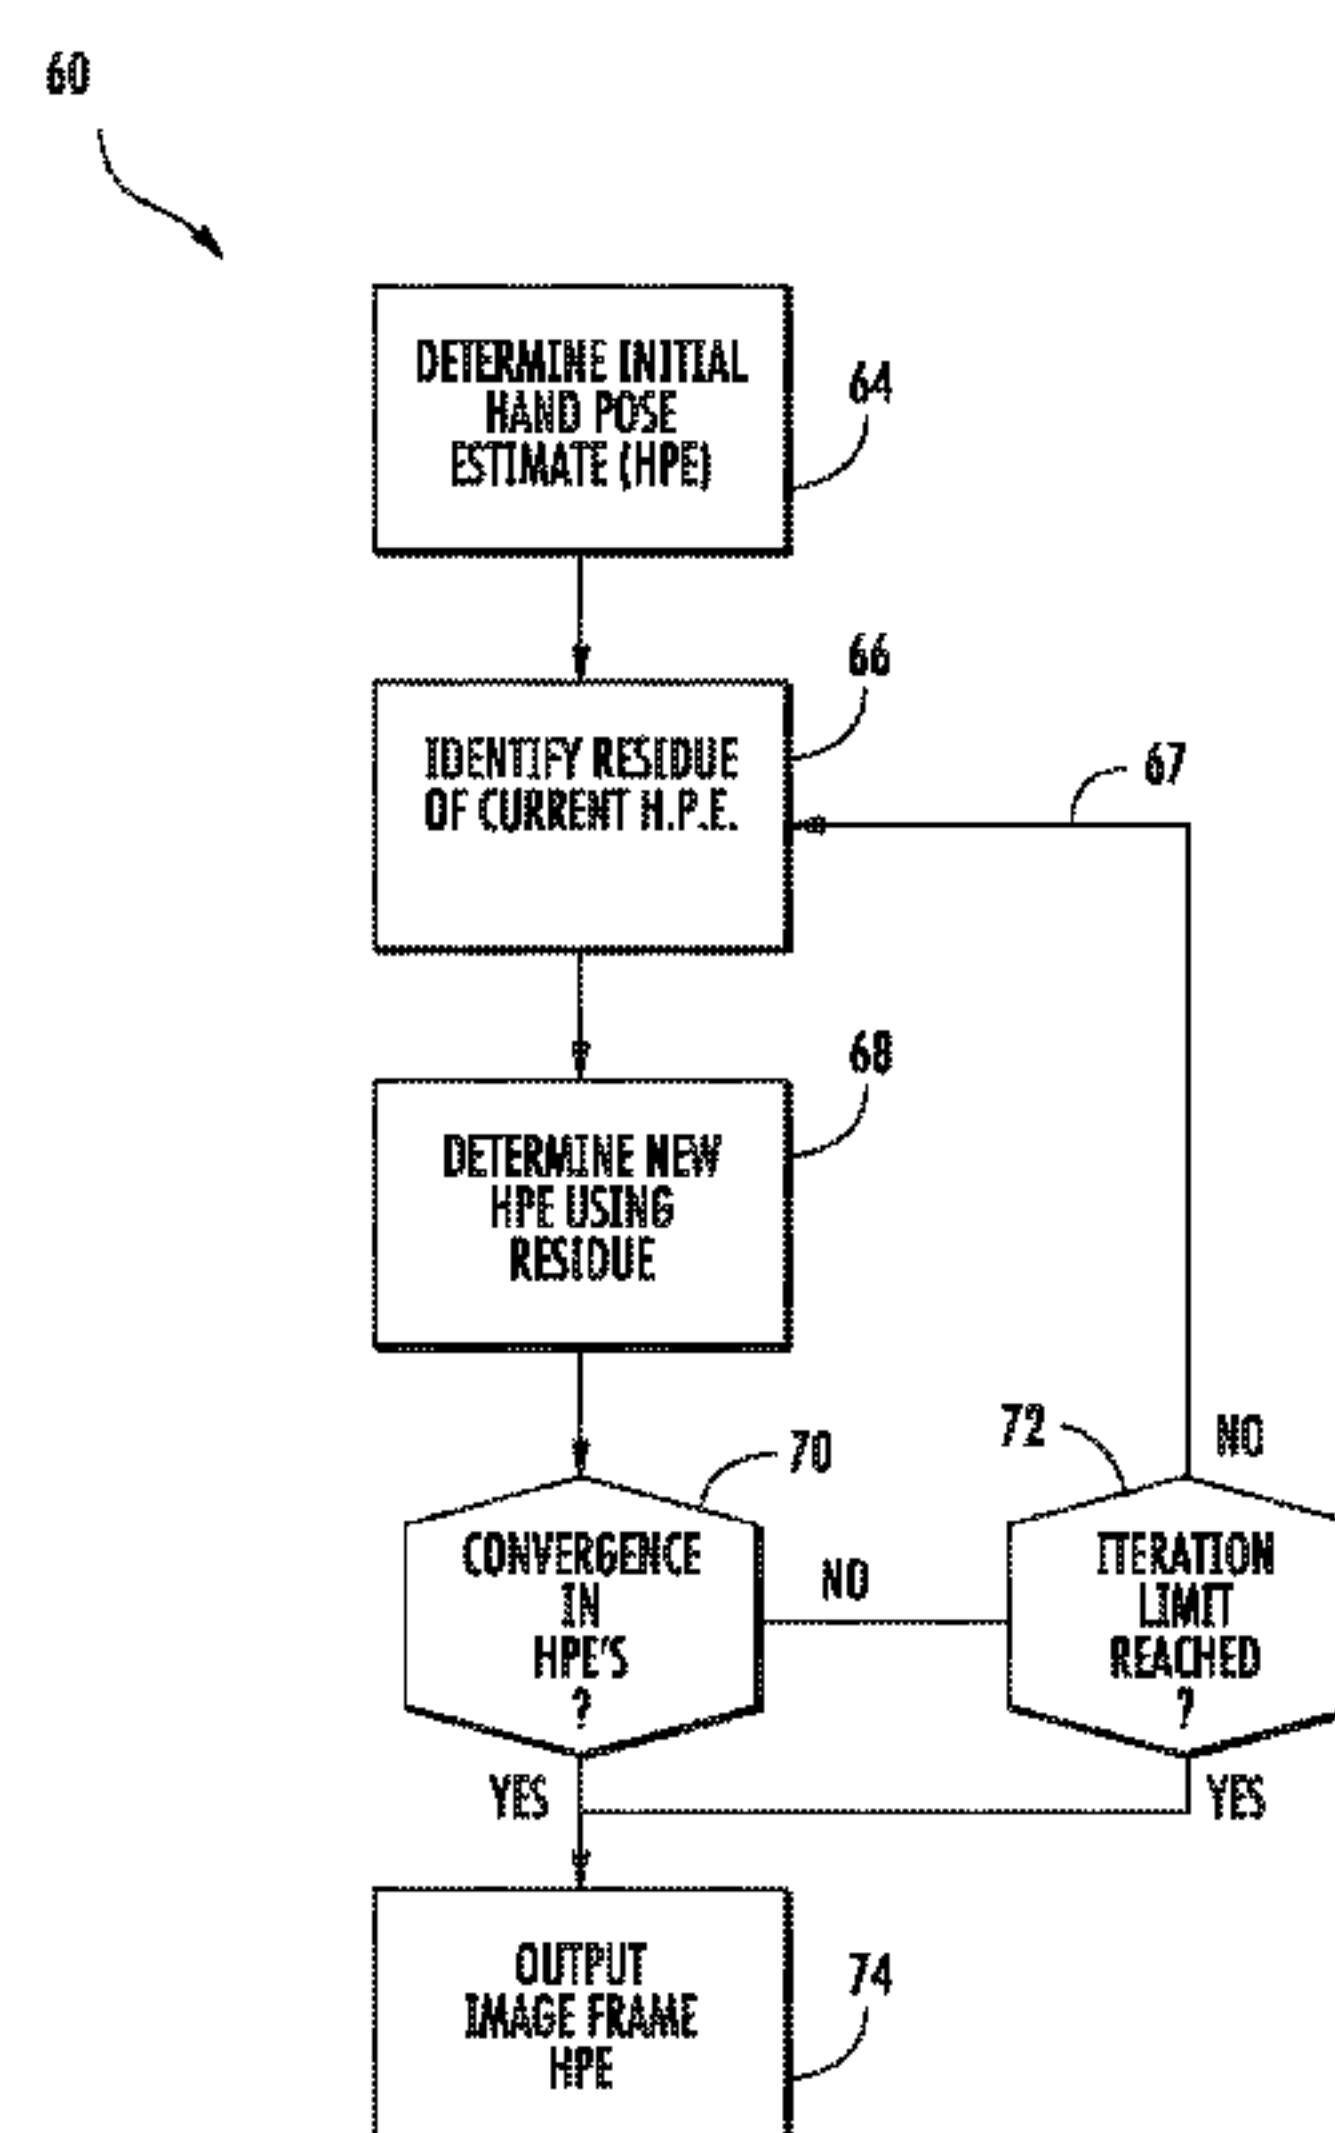 60
DETERMINE INITIAL
HAND POSE
ESTIMATE (HPE)
64
66
IDENTIFY RESIDUE
OF CURRENT H.P.E.
67
68
DETERMINE NEW
HPE USING
RESIDUE
70
72
NO
CONVERGENCE
IN
HPE'S
?
NO
ITERATION
LIMIT
REACHED
?
YES
YES
OUTPUT
IMAGE FRAME
HPE
74